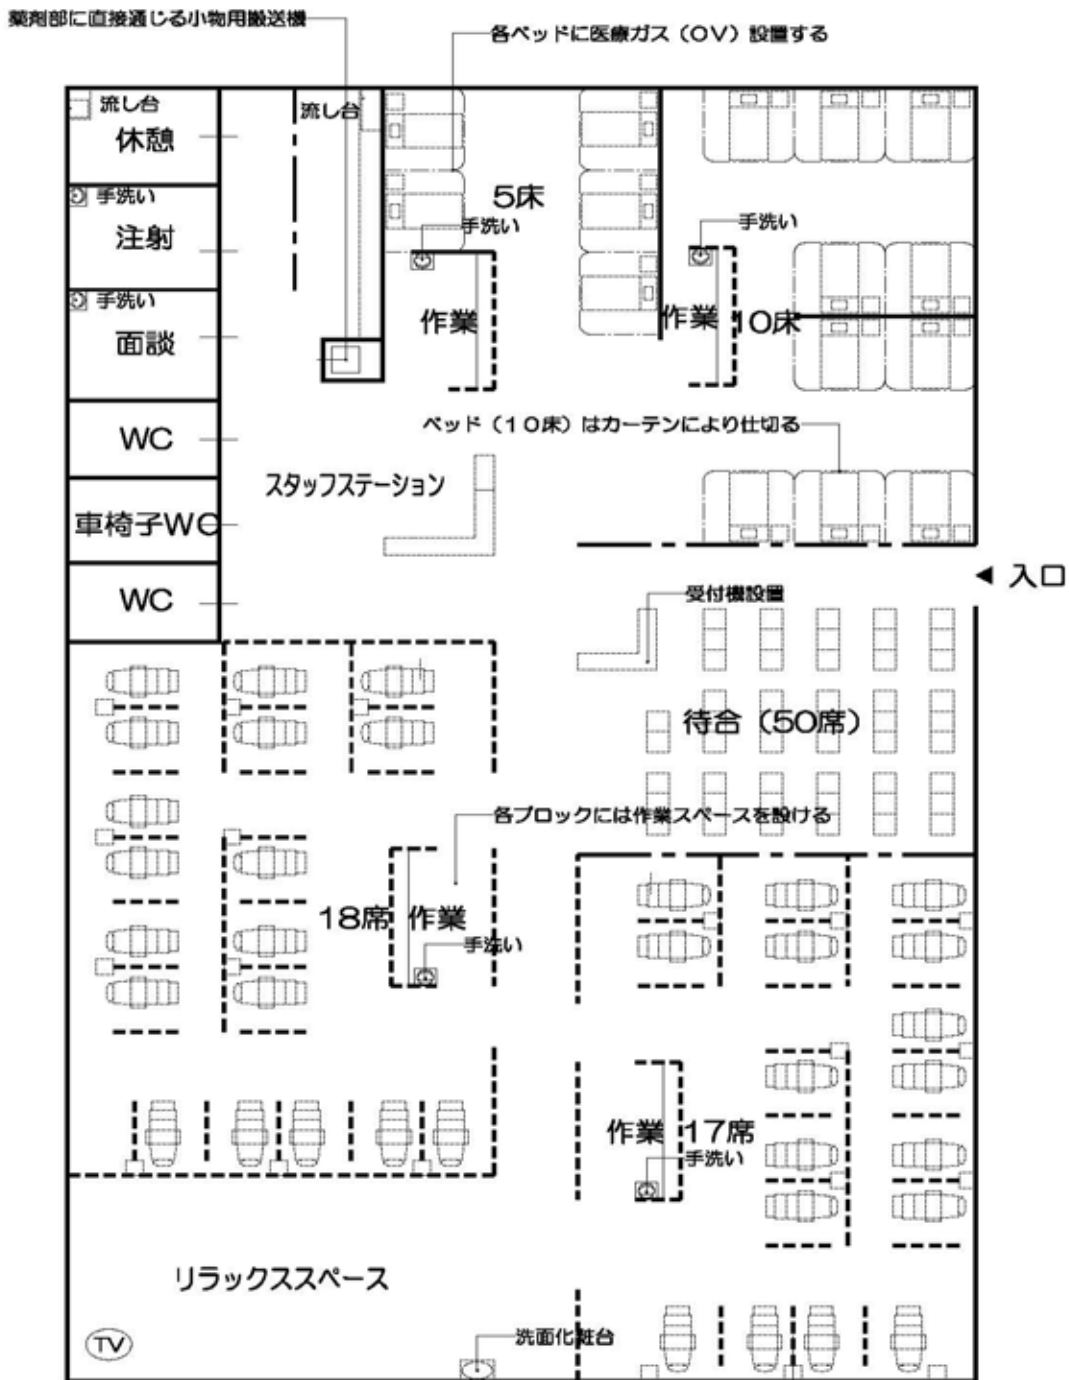 薬剤部に直接通じる小物用搬送機
各ベッドに医療ガス（OV）設置する
流し台
休憩
流し台
5床
手洗い
手洗い
手洗い
注射
手洗い
面談
作業
作業
10床
WC
ベッド（10床）はカーテンにより仕切る
スタッフステーション
車椅子WC
WC
◀ 入口
受付機設置
待合（50席）
各ブロックには作業スペースを設ける
18席
作業
手洗い
作業
17席
手洗い
リラックススペース
TV
洗面化粧台